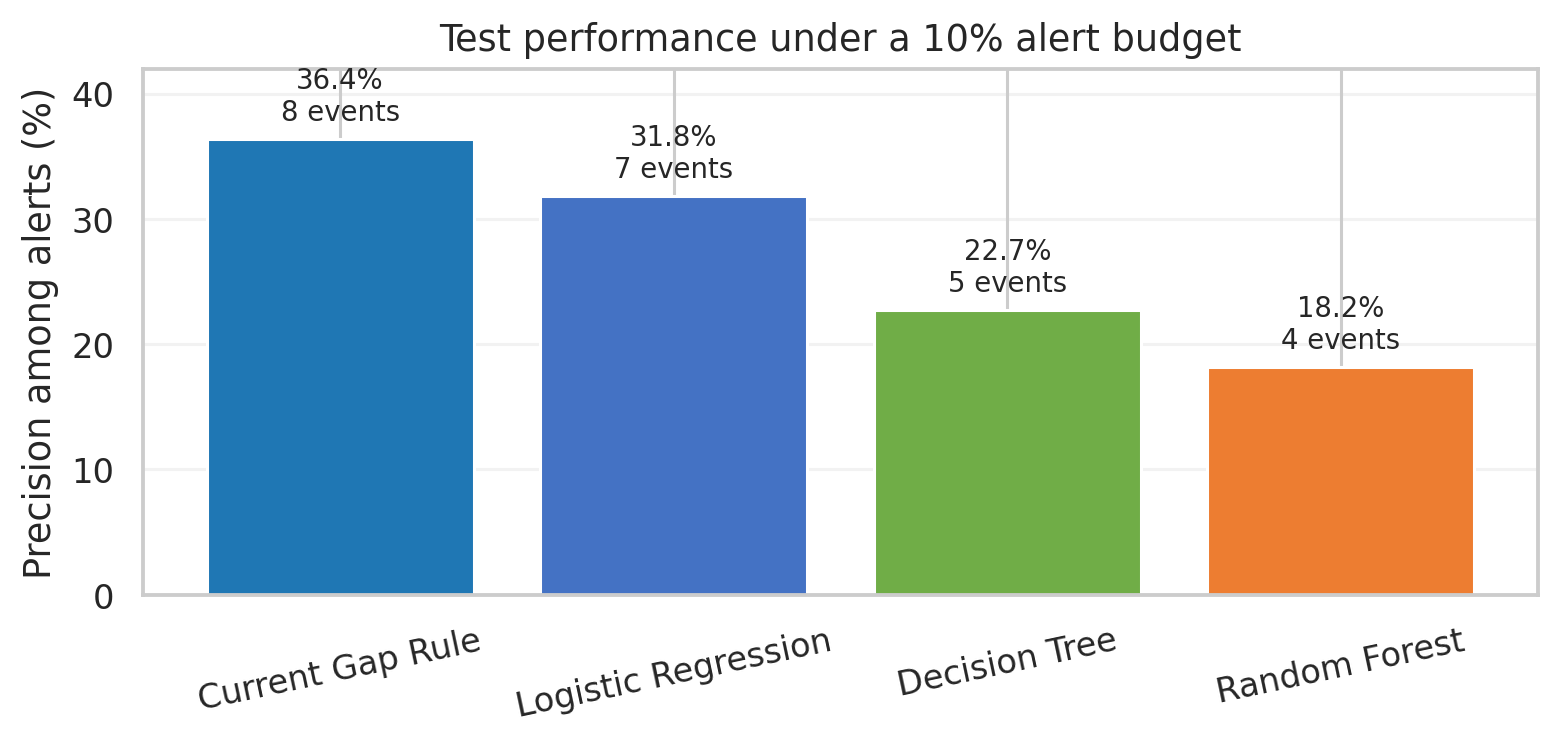 Test performance under a 10% alert budget
Precision among alerts (%)
40
30
20
10
0
36.4%
8 events
31.8%
7 events
22.7%
5 events
18.2%
4 events
Current Gap Rule
Logistic Regression
Decision Tree
Random Forest